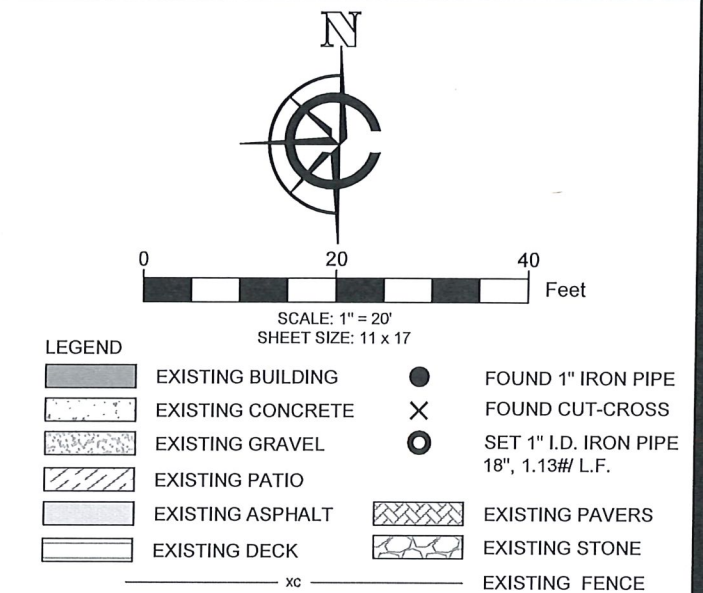 N
0 20 40
Feet
SCALE: 1" = 20'
SHEET SIZE: 11 x 17
LEGEND
EXISTING BUILDING
EXISTING CONCRETE
EXISTING GRAVEL
EXISTING PATIO
EXISTING ASPHALT
EXISTING DECK
FOUND 1" IRON PIPE
FOUND CUT-CROSS
SET 1" I.D. IRON PIPE
18", 1.13#/ L.F.
EXISTING PAVERS
EXISTING STONE
xc
EXISTING FENCE